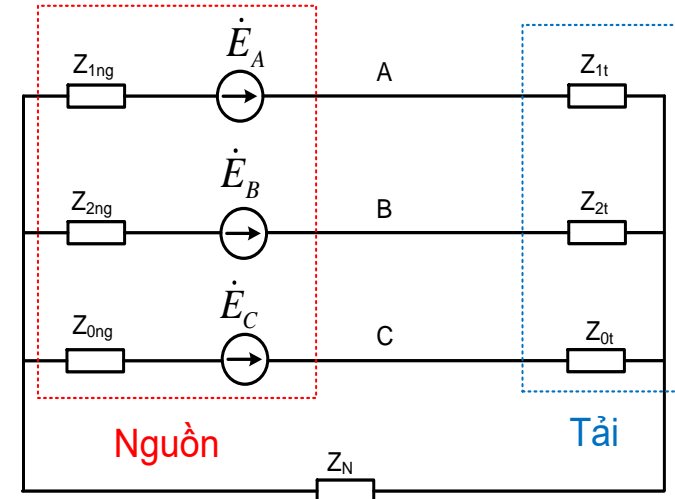 Z1ng ĖA A Z1t
Z2ng ĖB B Z2t
Z0ng ĖC C Z0t
Nguồn Tải
ZN